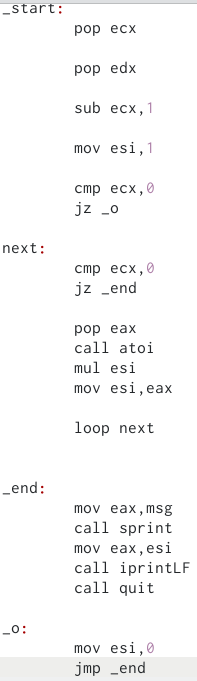 _start:
pop ecx
pop edx
sub ecx,1
mov esi,1
cmp ecx,0
jz _o
next:
cmp ecx,0
jz _end
pop eax
call atoi
mul esi
mov esi,eax
loop next
_end:
mov eax,msg
call sprint
mov eax,esi
call iprintLF
call quit
_o:
mov esi,0
jmp _end